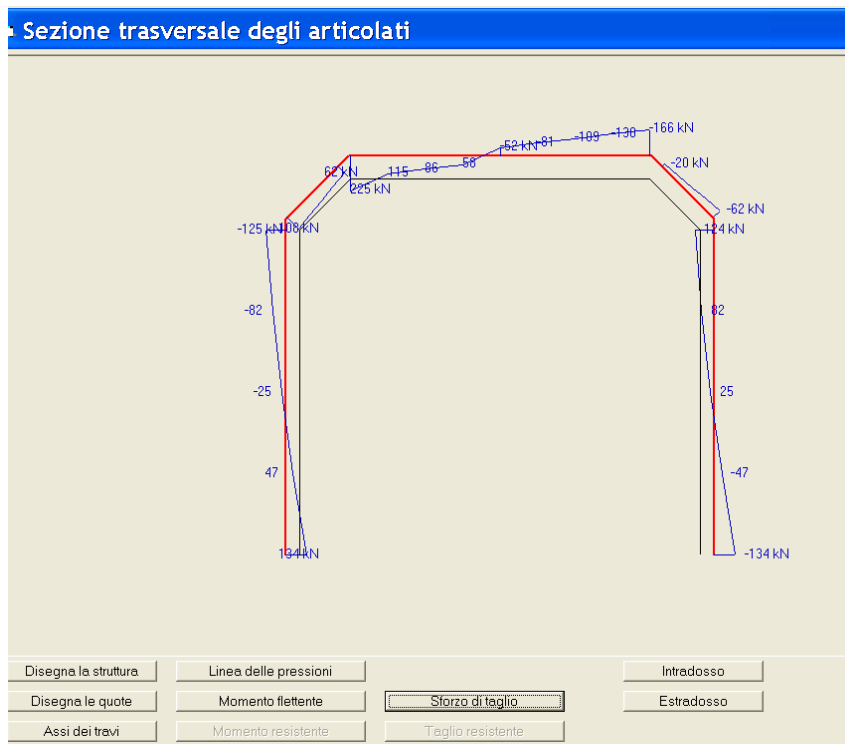 Sezione trasversale degli articolati
-166 kN
-52 kN -81 -109 -130
62 kN 115 86 58 -20 kN
225 kN
-62 kN
-125 kN 108 kN 124 kN
-82 82
-25 25
47 -47
134 kN -134 kN
Disegna la struttura Linea delle pressioni Intradosso
Disegna le quote Momento flettente Sforzo di taglio Estradosso
Assi dei travi Momento resistente Taglio resistente